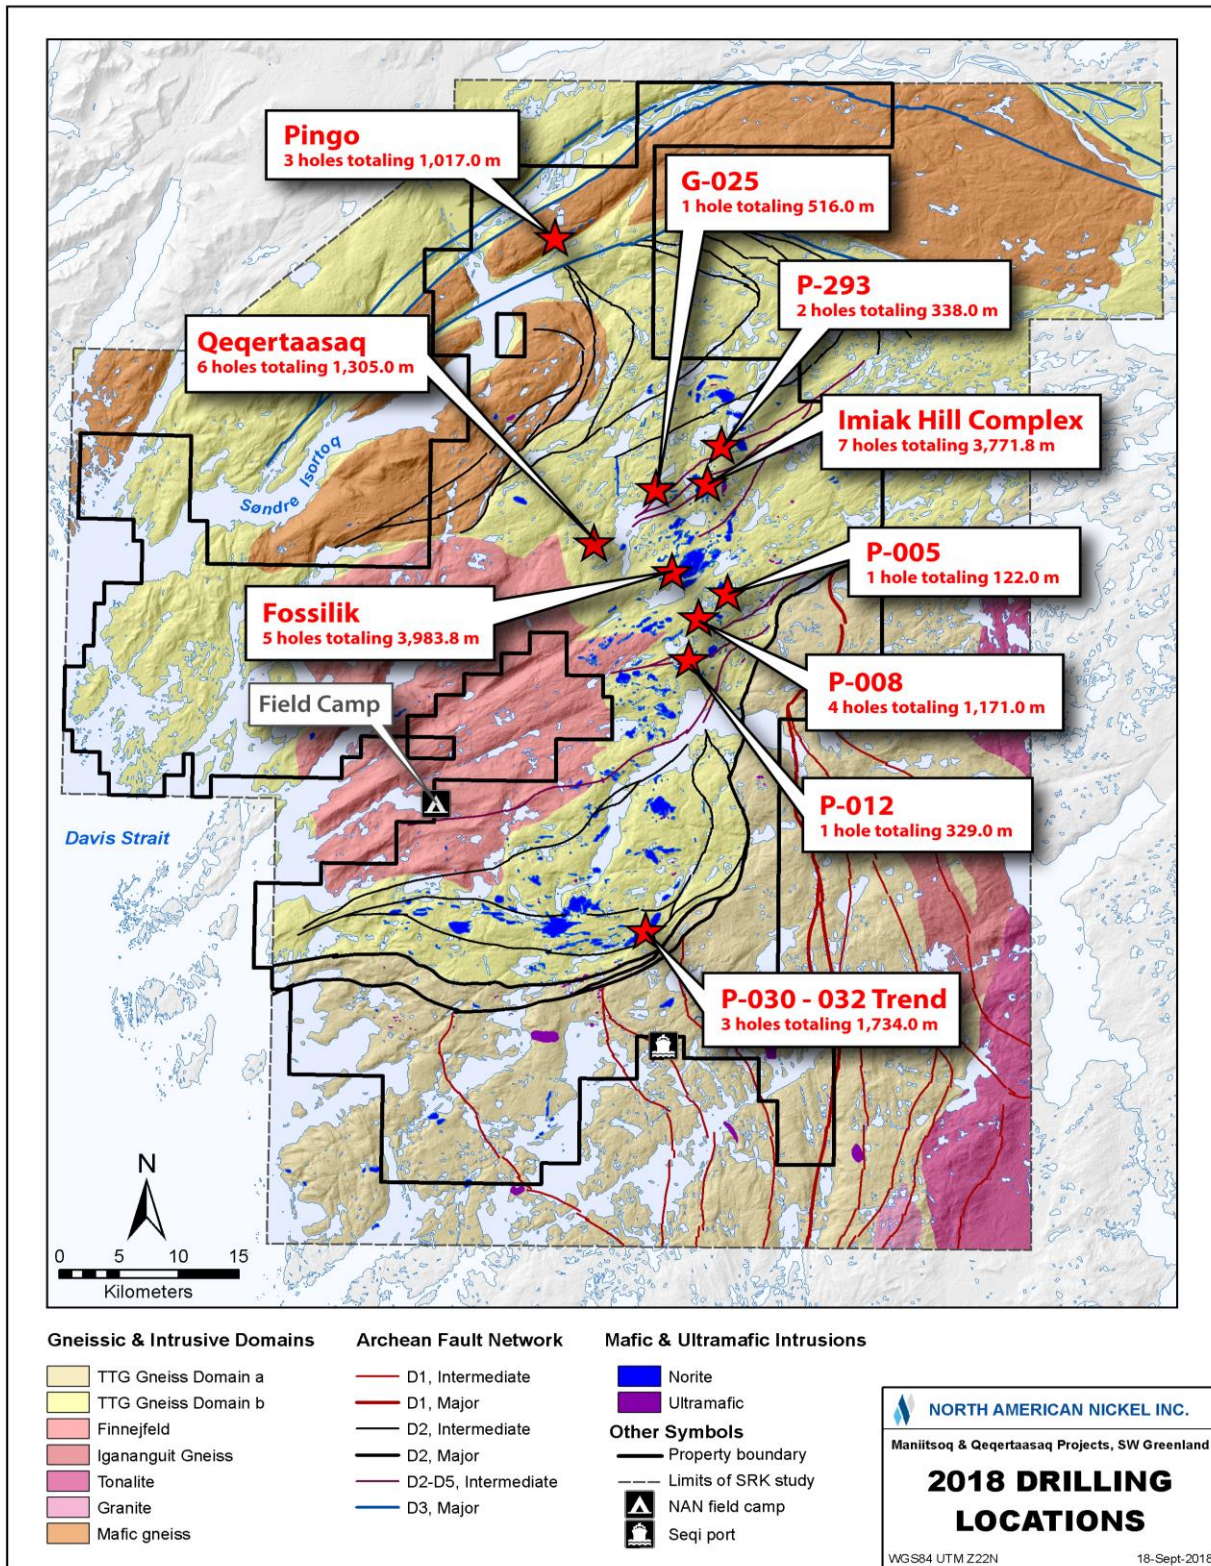 Pingo
3 holes totaling 1,017.0 m
G-025
1 hole totaling 516.0 m
P-293
2 holes totaling 338.0 m
Qeqertaasaq
6 holes totaling 1,305.0 m
Imiak Hill Complex
7 holes totaling 3,771.8 m
Søndre Isortoq
P-005
1 hole totaling 122.0 m
Fossilik
5 holes totaling 3,983.8 m
P-008
4 holes totaling 1,171.0 m
Field Camp
P-012
1 hole totaling 329.0 m
Davis Strait
P-030 - 032 Trend
3 holes totaling 1,734.0 m
N
0 5 10 15
Kilometers
Gneissic & Intrusive Domains
TTG Gneiss Domain a
TTG Gneiss Domain b
Finnejfeld
Igananguit Gneiss
Tonalite
Granite
Mafic gneiss
Archean Fault Network
D1, Intermediate
D1, Major
D2, Intermediate
D2, Major
D2-D5, Intermediate
D3, Major
Mafic & Ultramafic Intrusions
Norite
Ultramafic
Other Symbols
Property boundary
Limits of SRK study
NAN field camp
Seqi port
NORTH AMERICAN NICKEL INC.
Maniitsoq & Qeqertaasaq Projects, SW Greenland
2018 DRILLING
LOCATIONS
WGS84 UTM Z22N 18-Sept-2018